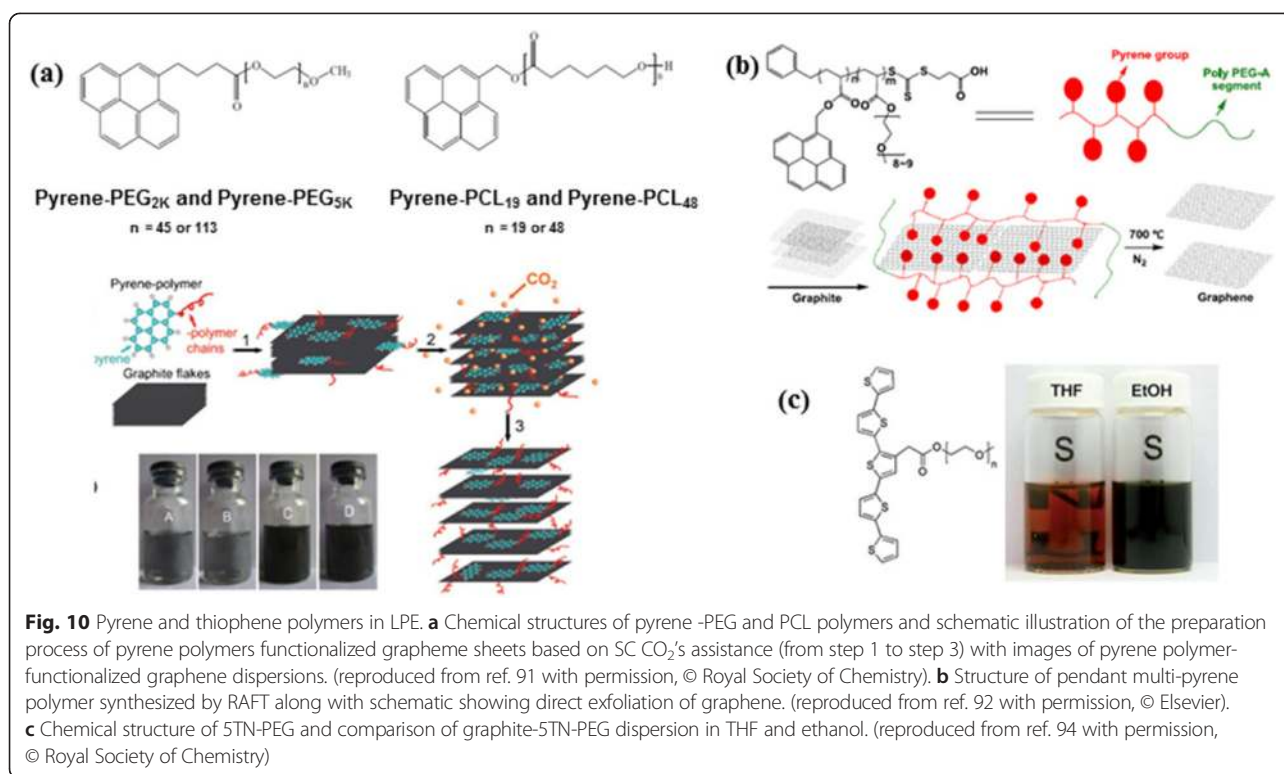 (a)
O
O
O
n
O
CH₃
O
O
O
n
H
Pyrene-PEG₂K and Pyrene-PEG₅K
n = 45 or 113
Pyrene-PCL₁₉ and Pyrene-PCL₄₈
n = 19 or 48
Pyrene-polymer
CO₂
-polymer
chains
1
2
Graphite flakes
3
A
B
C
D
(b)
n
m
S
S
S
O
OH
O
O
O
O
O
8~9
Pyrene group
Poly PEG-A
segment
Graphite
700 °C
N₂
Graphene
(c)
S
S
S
S
S
O
O
O
n
THF
EtOH
S
S
Fig. 10 Pyrene and thiophene polymers in LPE. a Chemical structures of pyrene -PEG and PCL polymers and schematic illustration of the preparation
process of pyrene polymers functionalized grapheme sheets based on SC CO₂'s assistance (from step 1 to step 3) with images of pyrene polymer-
functionalized graphene dispersions. (reproduced from ref. 91 with permission, © Royal Society of Chemistry). b Structure of pendant multi-pyrene
polymer synthesized by RAFT along with schematic showing direct exfoliation of graphene. (reproduced from ref. 92 with permission, © Elsevier).
c Chemical structure of 5TN-PEG and comparison of graphite-5TN-PEG dispersion in THF and ethanol. (reproduced from ref. 94 with permission,
© Royal Society of Chemistry)